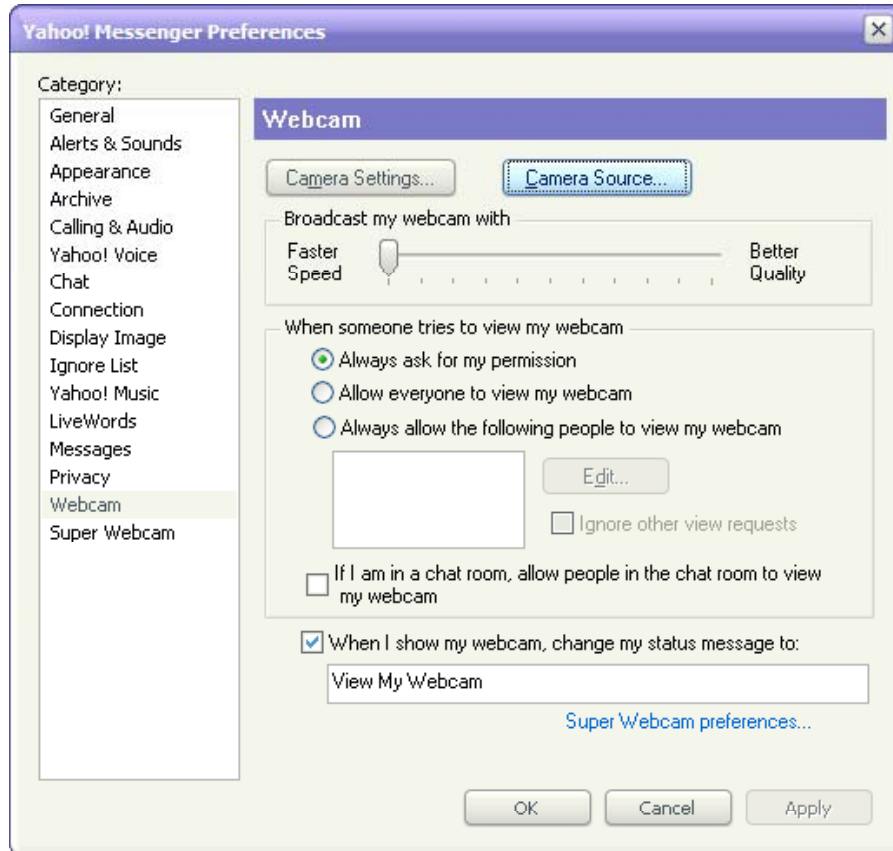 Yahoo! Messenger Preferences
Category:
General
Alerts & Sounds
Appearance
Archive
Calling & Audio
Yahoo! Voice
Chat
Connection
Display Image
Ignore List
Yahoo! Music
LiveWords
Messages
Privacy
Webcam
Super Webcam
Webcam
Camera Settings...
Camera Source...
Broadcast my webcam with
Faster
Speed
Better
Quality
When someone tries to view my webcam
Always ask for my permission
Allow everyone to view my webcam
Always allow the following people to view my webcam
Edit...
Ignore other view requests
If I am in a chat room, allow people in the chat room to view
my webcam
When I show my webcam, change my status message to:
View My Webcam
Super Webcam preferences...
OK
Cancel
Apply